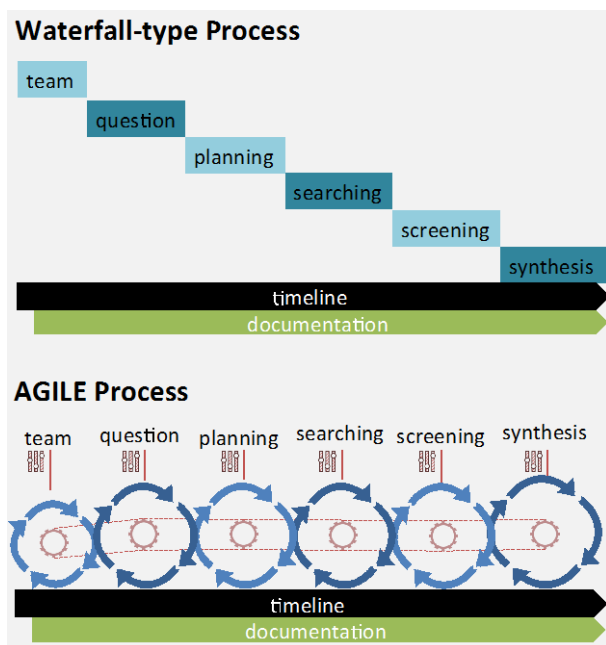 Waterfall-type Process
team
question
planning
searching
screening
synthesis
timeline
documentation
AGILE Process
team
question
planning
searching
screening
synthesis
timeline
documentation